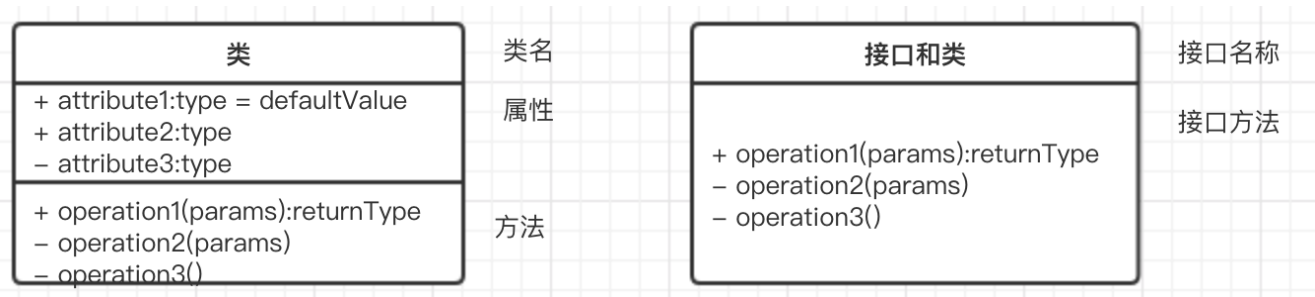 类
类名
+ attribute1:type = defaultValue
属性
+ attribute2:type
− attribute3:type
+ operation1(params):returnType
方法
− operation2(params)
− operation3()
接口和类
接口名称
接口方法
+ operation1(params):returnType
− operation2(params)
− operation3()